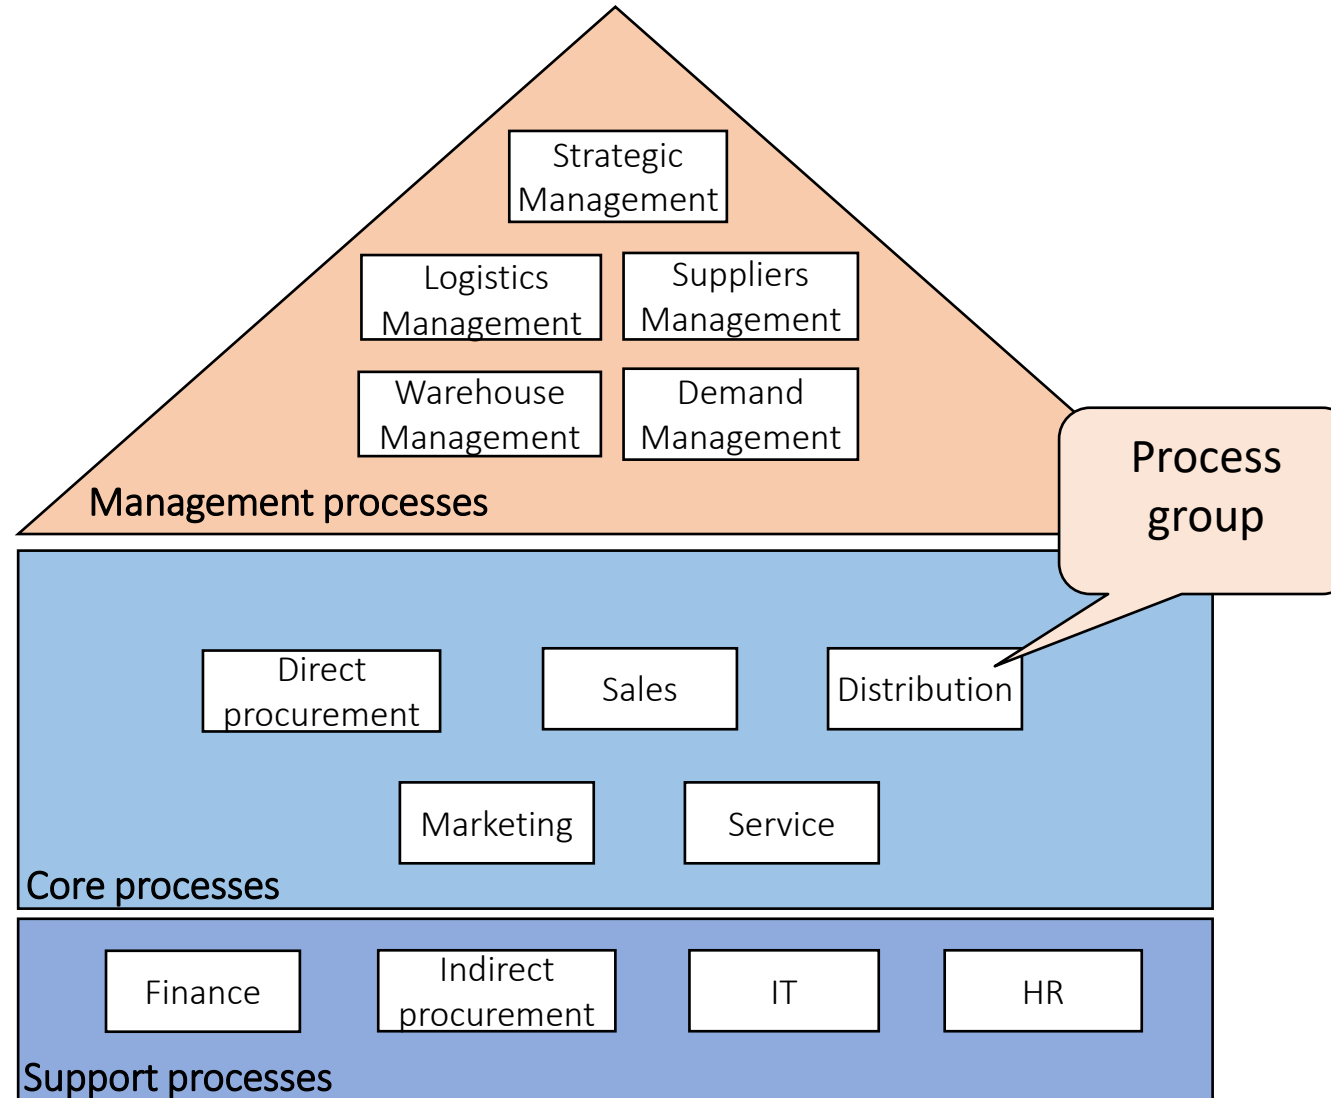 Strategic
Management
Logistics
Management
Suppliers
Management
Warehouse
Management
Demand
Management
Management processes
Process
group
Direct
procurement
Sales
Distribution
Marketing
Service
Core processes
Finance
Indirect
procurement
IT
HR
Support processes